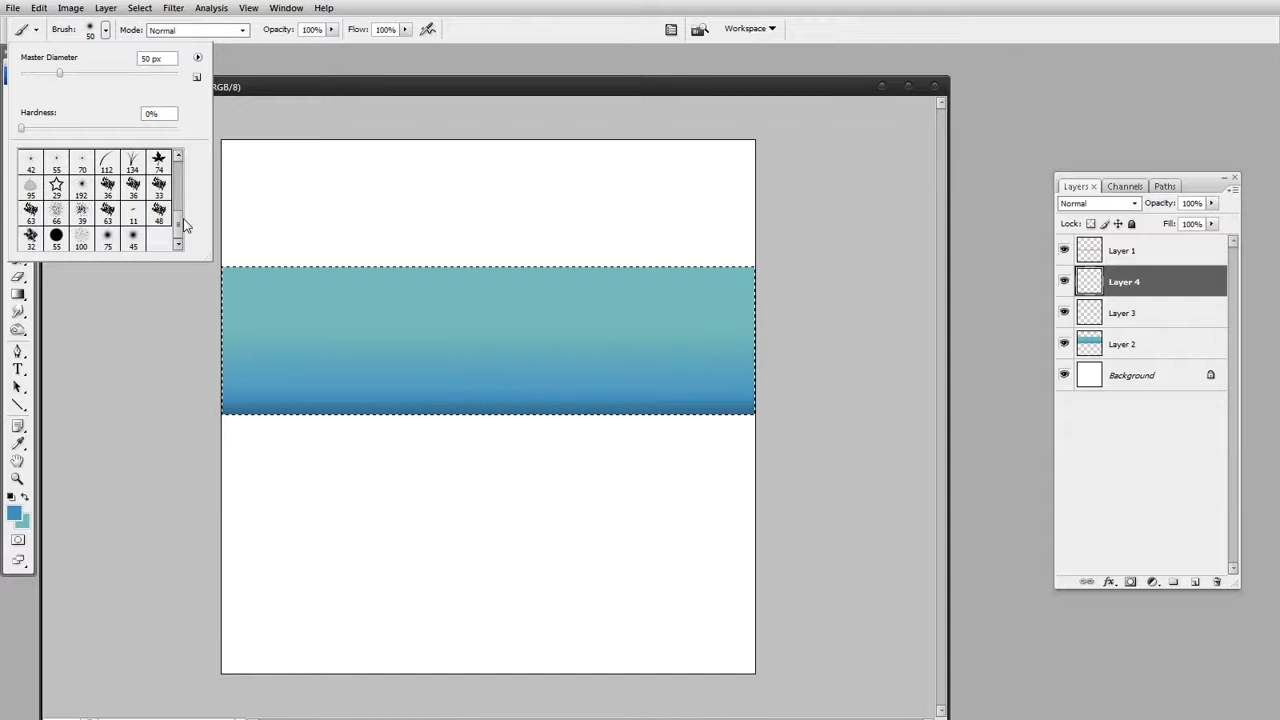 File Edit Image Layer Select Filter Analysis View Window Help
Brush: 50 Mode: Normal Opacity: 100% Flow: 100% Workspace
Master Diameter 50 px
RGB/8)
Hardness: 0%
42 55 70 112 134 74
95 29 192 36 36 33
63 66 39 63 11 48
32 55 100 75 45
T
Layers Channels Paths
Normal Opacity: 100%
Lock: Fill: 100%
Layer 1
Layer 4
Layer 3
Layer 2
Background
fx